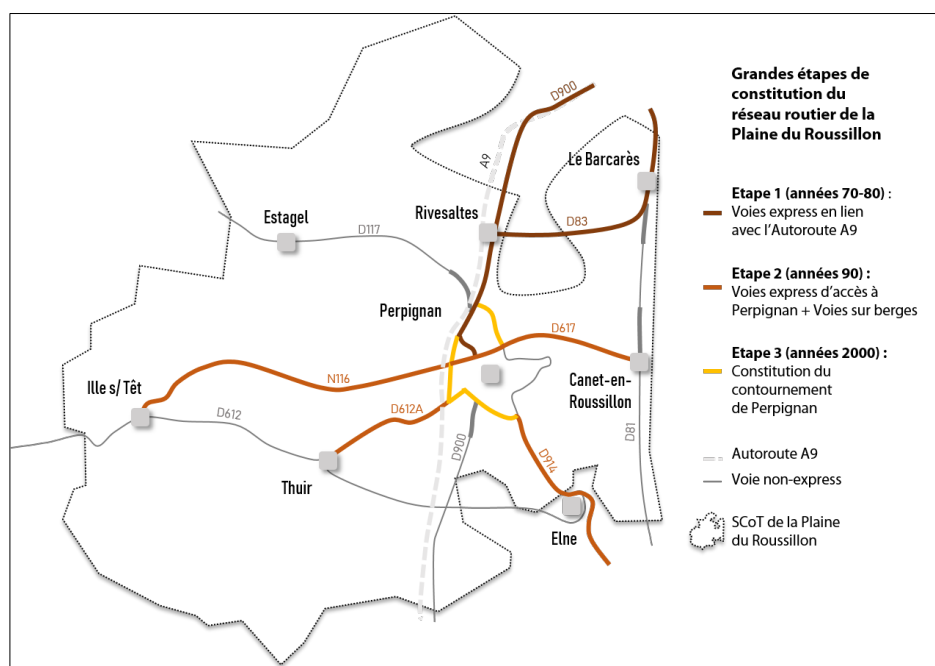 Grandes étapes de
constitution du
réseau routier de la
Plaine du Roussillon
Etape 1 (années 70-80) :
Voies express en lien
avec l'Autoroute A9
Etape 2 (années 90) :
Voies express d'accès à
Perpignan + Voies sur berges
Etape 3 (années 2000) :
Constitution du
contournement
de Perpignan
Autoroute A9
Voie non-express
SCoT de la Plaine
du Roussillon
D900
A9
Le Barcarès
Estagel
Rivesaltes
D83
D117
Perpignan
D617
N116
Ille s/ Têt
Canet-en-
Roussillon
D612A
D612
D900
D81
D914
Thuir
Elne